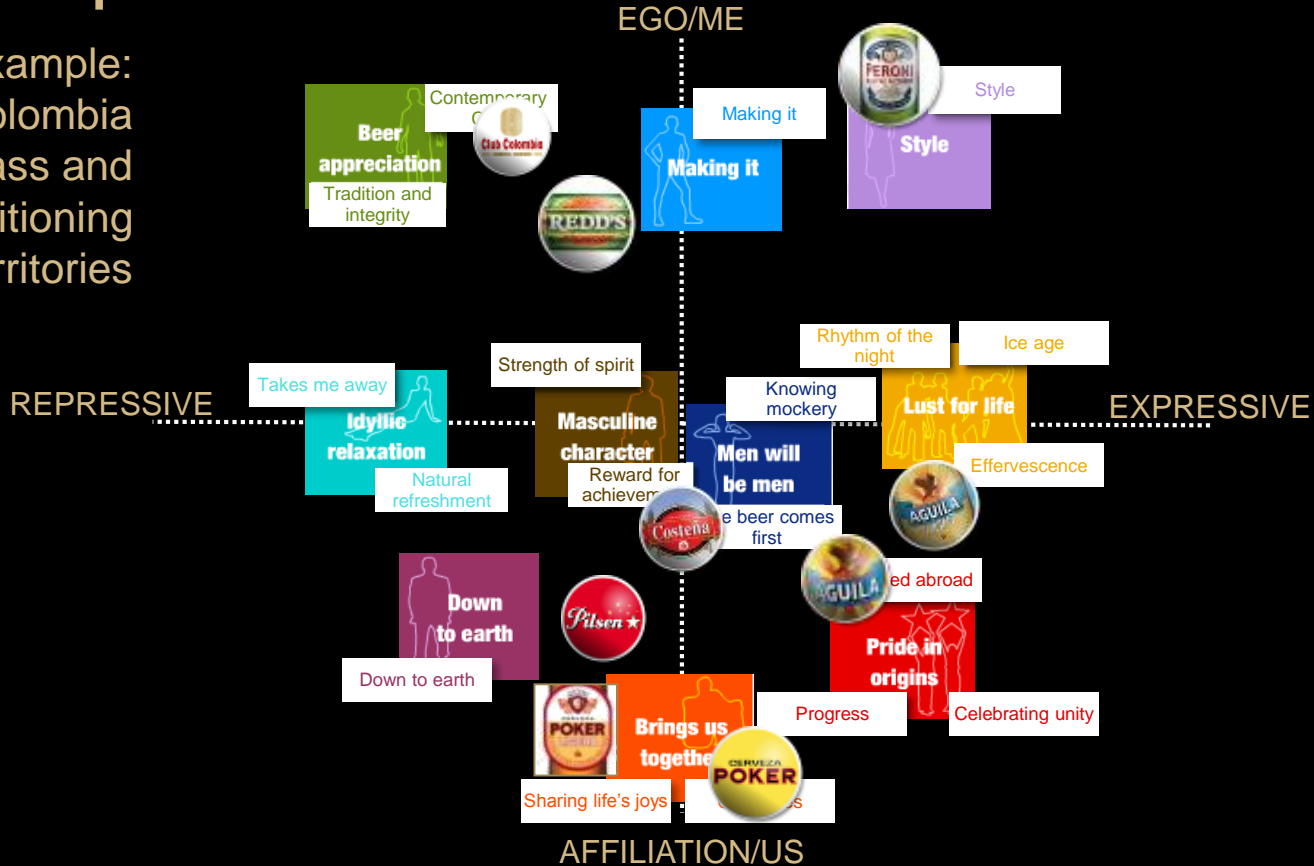 EGO/ME
xample:
olombia
ass and
itioning
rritories
Contemporary
Beer
appreciation
Club Colombia
Tradition and
integrity
REDD'S
Making it
Making it
PERONI
Style
Style
Rhythm of the
night
Ice age
Strength of spirit
Takes me away
Knowing
mockery
REPRESSIVE
EXPRESSIVE
Idyllic
relaxation
Masculine
character
Men will
be men
Lust for life
Natural
refreshment
Reward for
achievem
Effervescence
AGUILA
Costeña
e beer comes
first
AGUILA
ed abroad
Down
to earth
Pilsen
Pride in
origins
Down to earth
Progress
Celebrating unity
POKER
Brings us
togethe
CERVEZA
POKER
Sharing life's joys
es
AFFILIATION/US